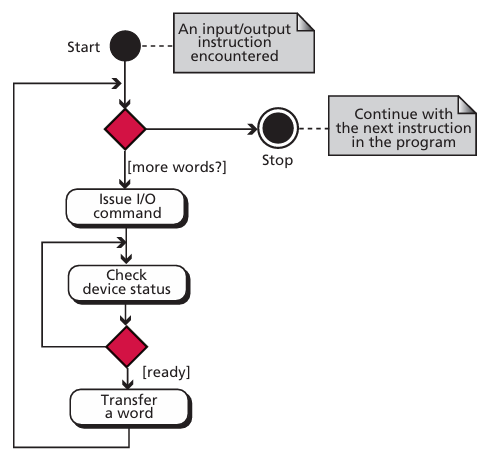 Start
An input/output
instruction
encountered
Continue with
the next instruction
in the program
Stop
[more words?]
Issue I/O
command
Check
device status
[ready]
Transfer
a word